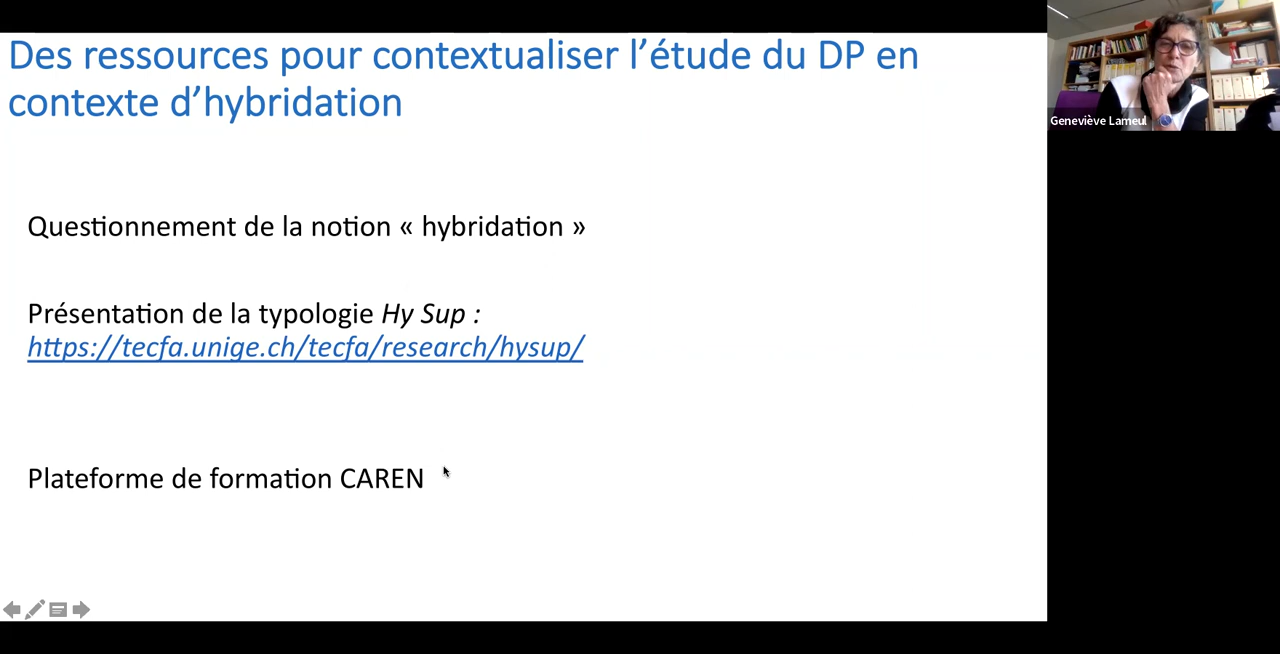 Des ressources pour contextualiser l’étude du DP en
contexte d’hybridation
Geneviève Lameul
Questionnement de la notion « hybridation »
Présentation de la typologie Hy Sup :
https://tecfa.unige.ch/tecfa/research/hysup/
Plateforme de formation CAREN